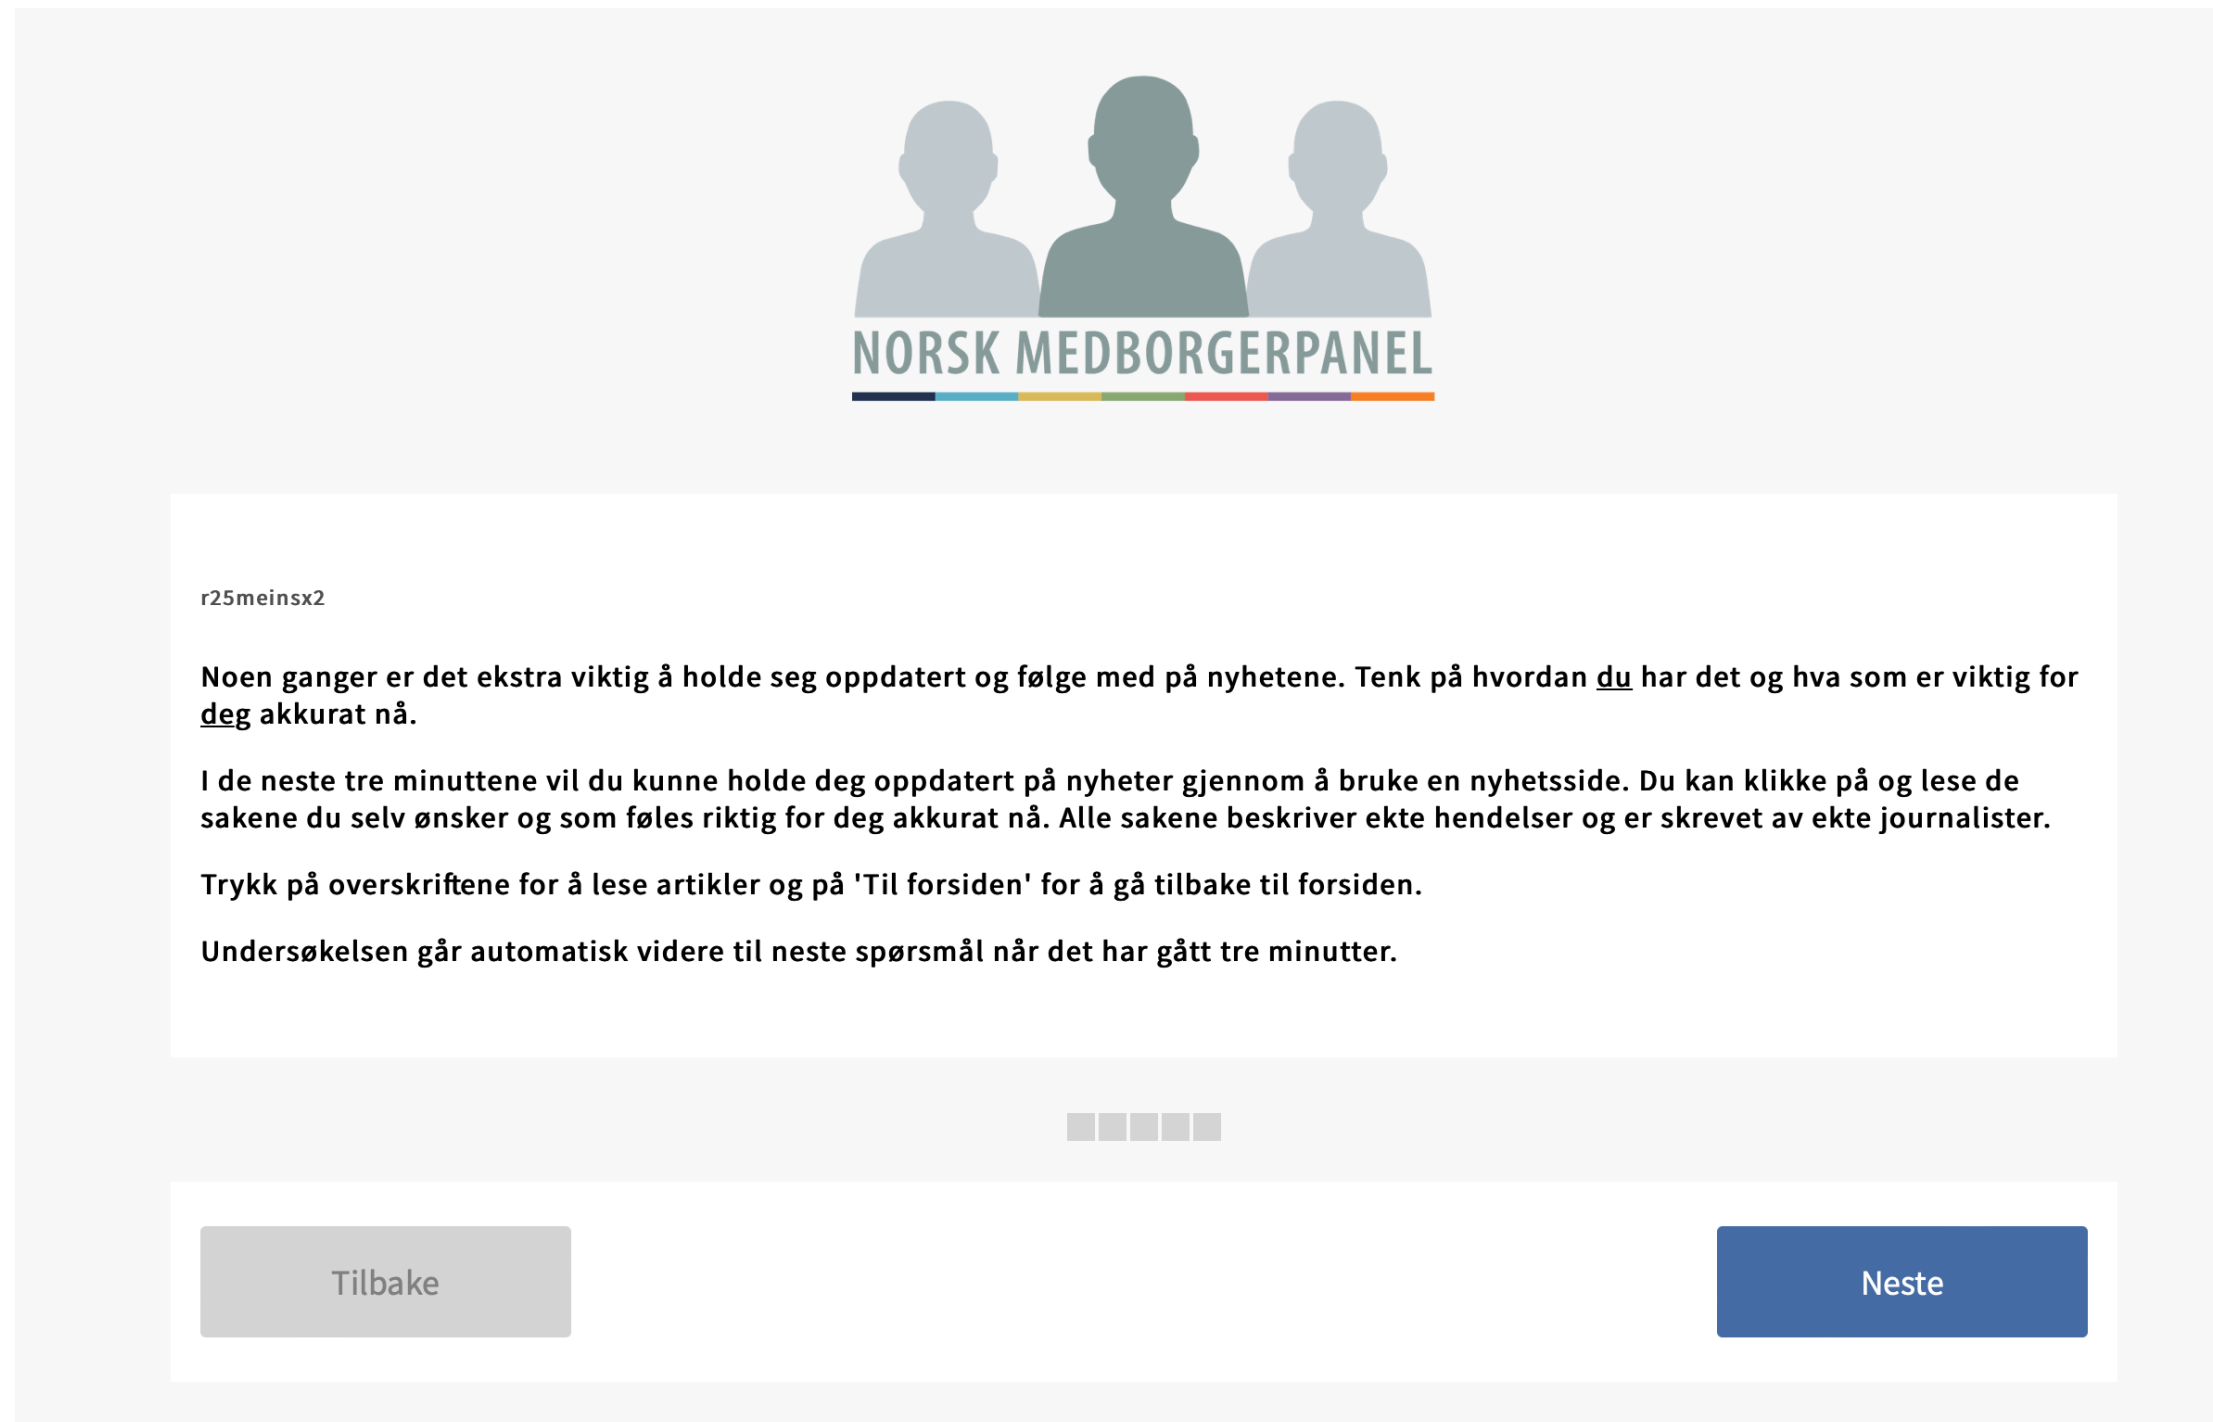 NORSK MEDBORGERPANEL
r25meinsx2
Noen ganger er det ekstra viktig å holde seg oppdatert og følge med på nyhetene. Tenk på hvordan du har det og hva som er viktig for
deg akkurat nå.
I de neste tre minuttene vil du kunne holde deg oppdatert på nyheter gjennom å bruke en nyhetsside. Du kan klikke på og lese de
sakene du selv ønsker og som føles riktig for deg akkurat nå. Alle sakene beskriver ekte hendelser og er skrevet av ekte journalister.
Trykk på overskriftene for å lese artikler og på 'Til forsiden' for å gå tilbake til forsiden.
Undersøkelsen går automatisk videre til neste spørsmål når det har gått tre minutter.
Tilbake
Neste